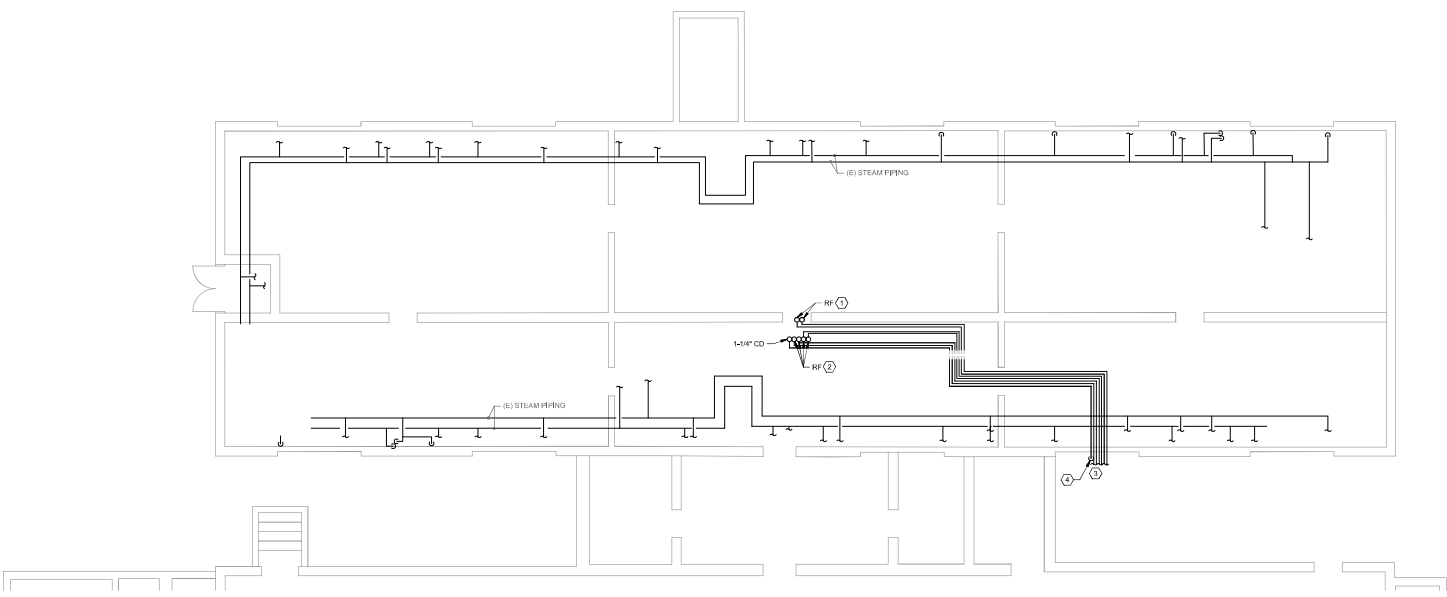 (E) STEAM PIPING
RF 1
1-1/4" CD
RF 2
(E) STEAM PIPING
4
3